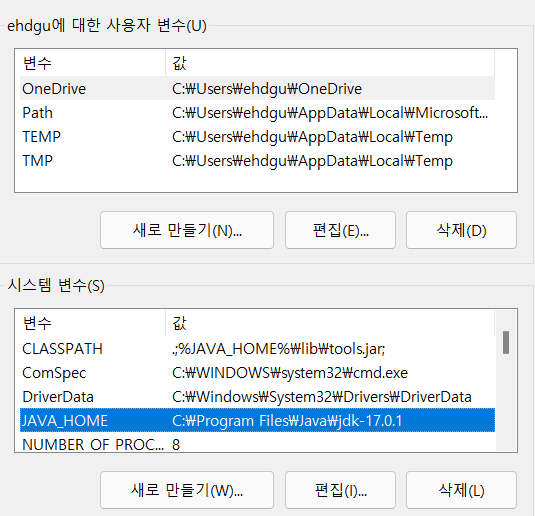 ehdgu에 대한 사용자 변수(U)
변수 값
OneDrive C:₩Users₩ehdgu₩OneDrive
Path C:₩Users₩ehdgu₩AppData₩Local₩Microsoft...
TEMP C:₩Users₩ehdgu₩AppData₩Local₩Temp
TMP C:₩Users₩ehdgu₩AppData₩Local₩Temp
새로 만들기(N)... 편집(E)... 삭제(D)
시스템 변수(S)
변수 값
CLASSPATH .;%JAVA_HOME%₩lib₩tools.jar;
ComSpec C:₩WINDOWS₩system32₩cmd.exe
DriverData C:₩Windows₩System32₩Drivers₩DriverData
JAVA_HOME C:₩Program Files₩Java₩jdk-17.0.1
NUMBER_OF_PROC... 8
새로 만들기(W)... 편집(I)... 삭제(L)